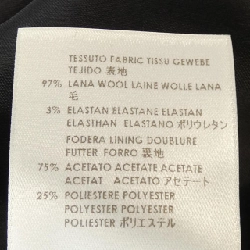 TESSUTO FABRIC TISSU GEWEBE
TEJIDO 表地
97% LANA WOOL LAINE WOLLE LANA
毛
3% ELASTAN ELASTANE ELASTAN
ELASTHAN ELASTANO ポリウレタン
FODERA LINING DOUBLURE
FUTTER FORRO 裏地
75% ACETATO ACETATE ACETATE
ACETAT ACETATO アセテート
25% POLIESTERE POLYESTER
POLYESTER POLYESTER
POLIESTER ポリエステル